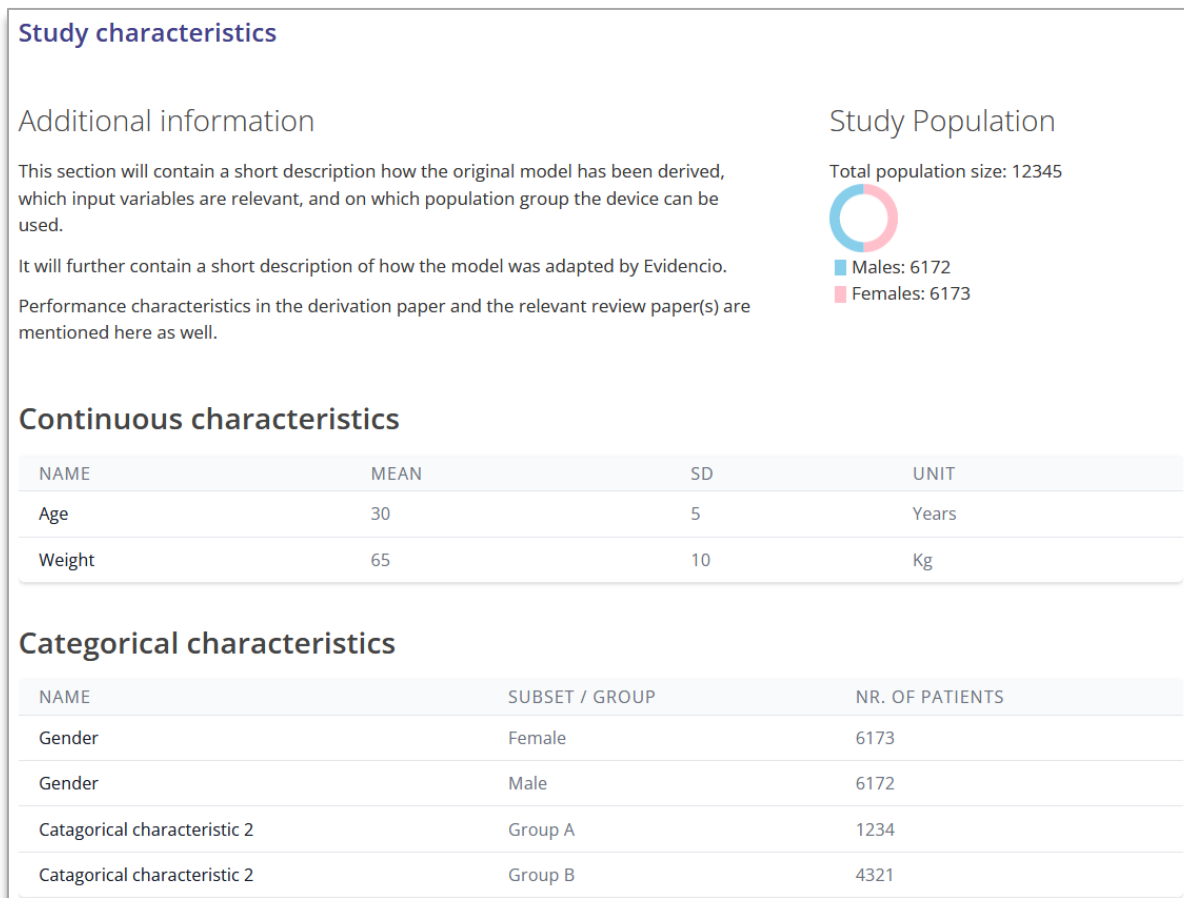 Study characteristics
Additional information
This section will contain a short description how the original model has been derived,
which input variables are relevant, and on which population group the device can be
used.
It will further contain a short description of how the model was adapted by Evidencio.
Performance characteristics in the derivation paper and the relevant review paper(s) are
mentioned here as well.
Study Population
Total population size: 12345
Males: 6172
Females: 6173
Continuous characteristics
NAME MEAN SD UNIT
Age 30 5 Years
Weight 65 10 Kg
Categorical characteristics
NAME SUBSET / GROUP NR. OF PATIENTS
Gender Female 6173
Gender Male 6172
Catagorical characteristic 2 Group A 1234
Catagorical characteristic 2 Group B 4321